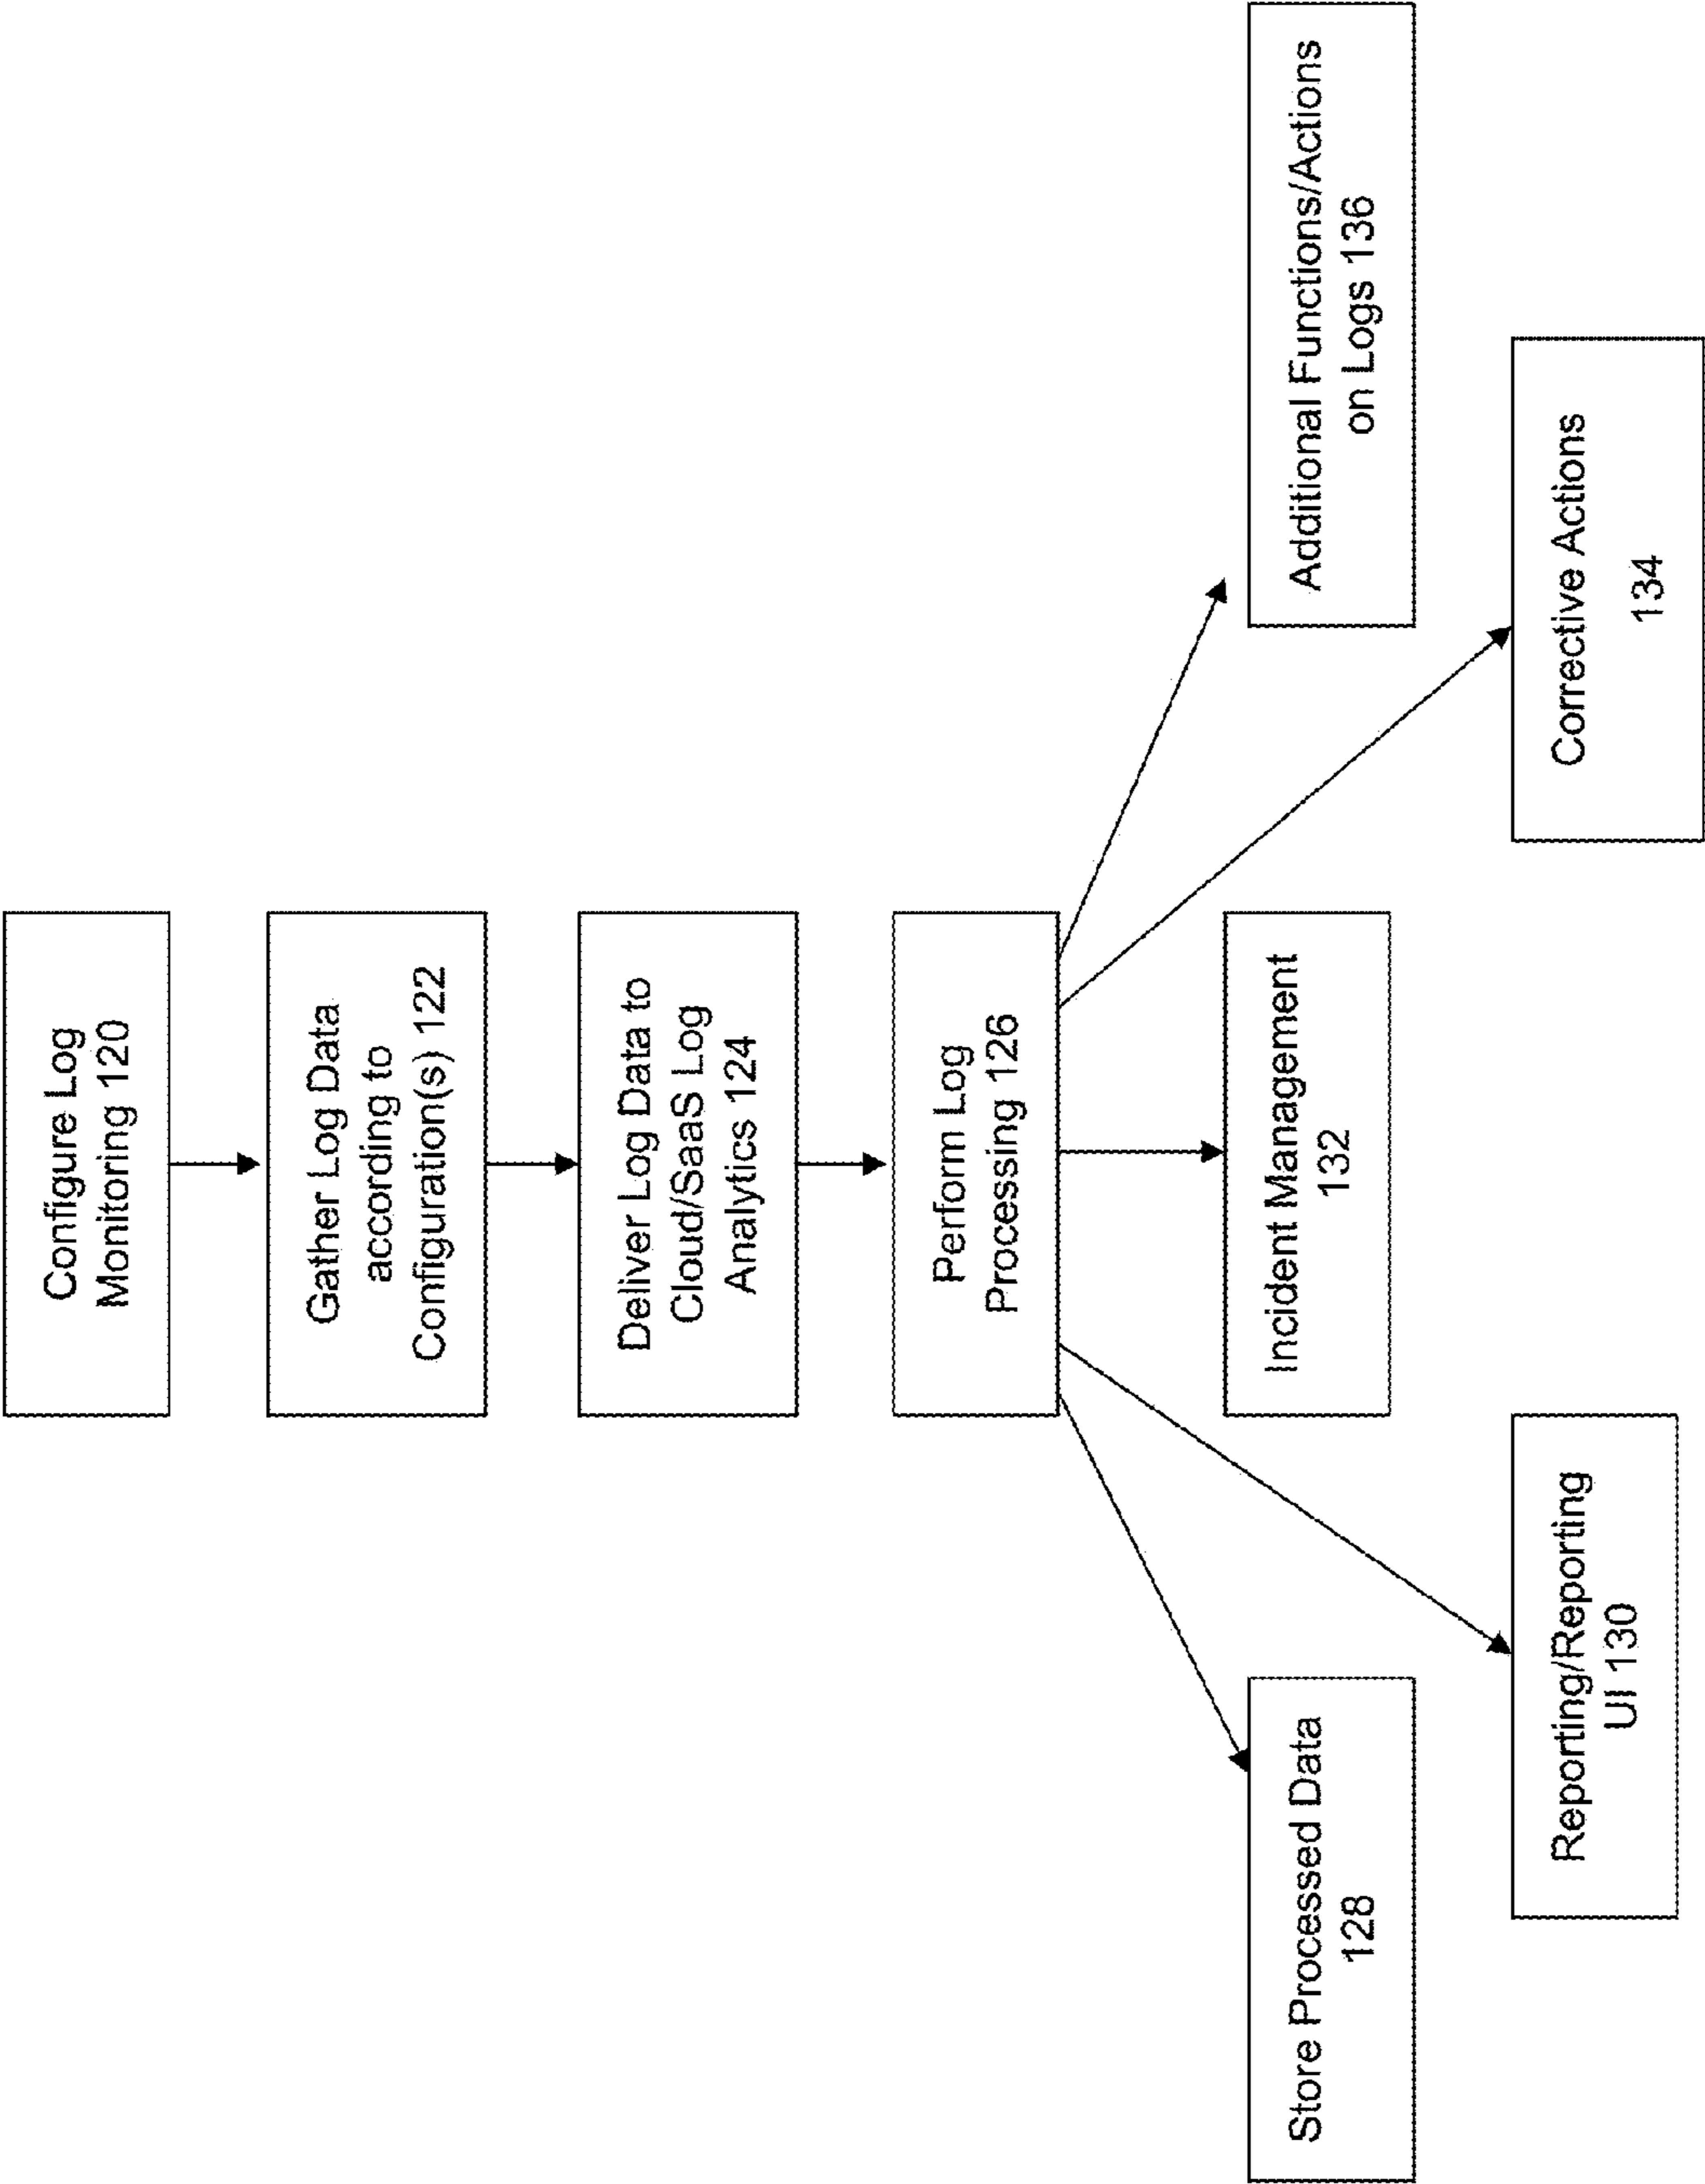 Configure Log
Monitoring 120
Gather Log Data
according to
Configuration(s) 122
Deliver Log Data to
Cloud/SaaS Log
Analytics 124
Perform Log
Processing 126
Store Processed Data
128
Reporting/Reporting
UI 130
Incident Management
132
Corrective Actions
134
Additional Functions/Actions
on Logs 136